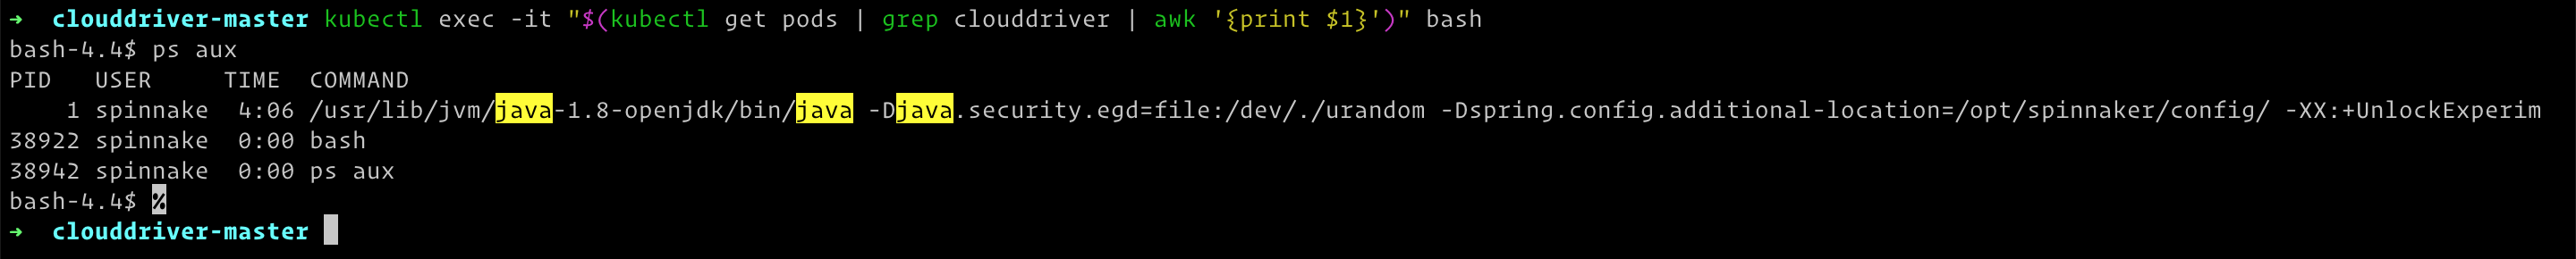 →  clouddriver-master kubectl exec -it "$(kubectl get pods | grep clouddriver | awk '{print $1}')" bash
bash-4.4$ ps aux
PID   USER     TIME  COMMAND
    1 spinnake  4:06 /usr/lib/jvm/java-1.8-openjdk/bin/java -Djava.security.egd=file:/dev/./urandom -Dspring.config.additional-location=/opt/spinnaker/config/ -XX:+UnlockExperim
38922 spinnake  0:00 bash
38942 spinnake  0:00 ps aux
bash-4.4$ %
→  clouddriver-master